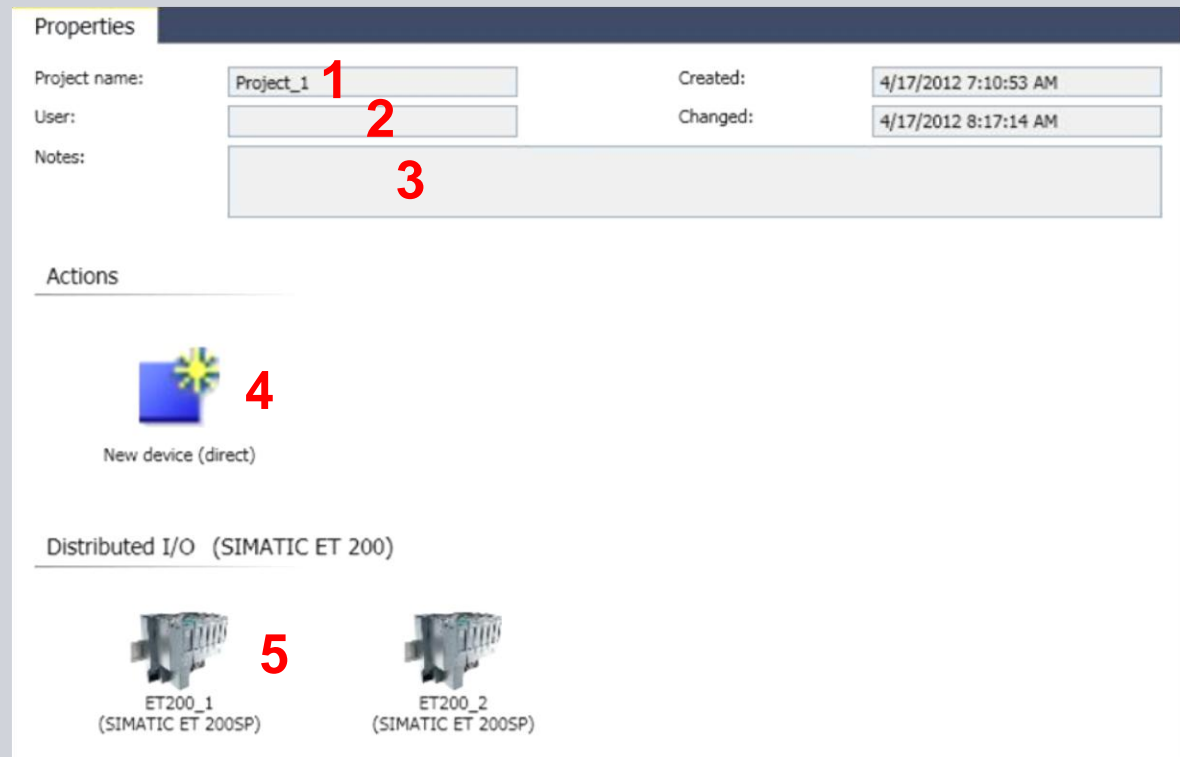 Properties
Project name: Project_1 1 Created: 4/17/2012 7:10:53 AM
User: 2 Changed: 4/17/2012 8:17:14 AM
Notes: 3
Actions
4
New device (direct)
Distributed I/O (SIMATIC ET 200)
5
ET200_1 ET200_2
(SIMATIC ET 200SP) (SIMATIC ET 200SP)